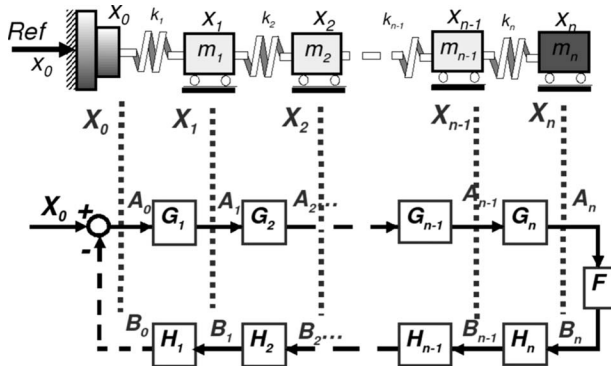 x₀ k₁ x₁ k₂ x₂ kₙ₋₁ xₙ₋₁ kₙ xₙ
Ref
x₀
m₁ m₂ mₙ₋₁ mₙ
X₀ X₁ X₂ Xₙ₋₁ Xₙ
X₀ + A₀ G₁ A₁ G₂ A₂... Gₙ₋₁ Aₙ₋₁ Gₙ Aₙ
-
F
B₀ H₁ B₁ H₂ B₂... Hₙ₋₁ Bₙ₋₁ Hₙ Bₙ